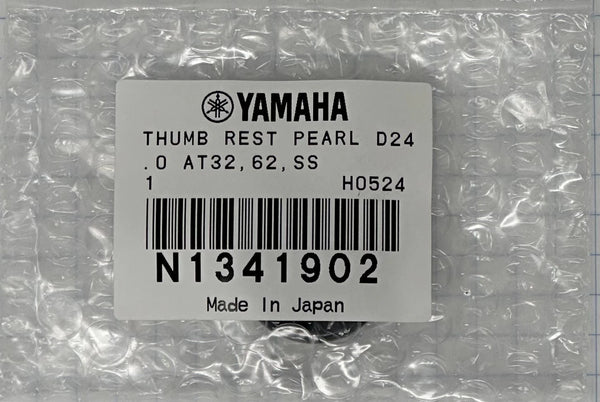 YAMAHA
THUMB REST PEARL D24
.0 AT32,62,SS
1 H0524
N1341902
Made In Japan